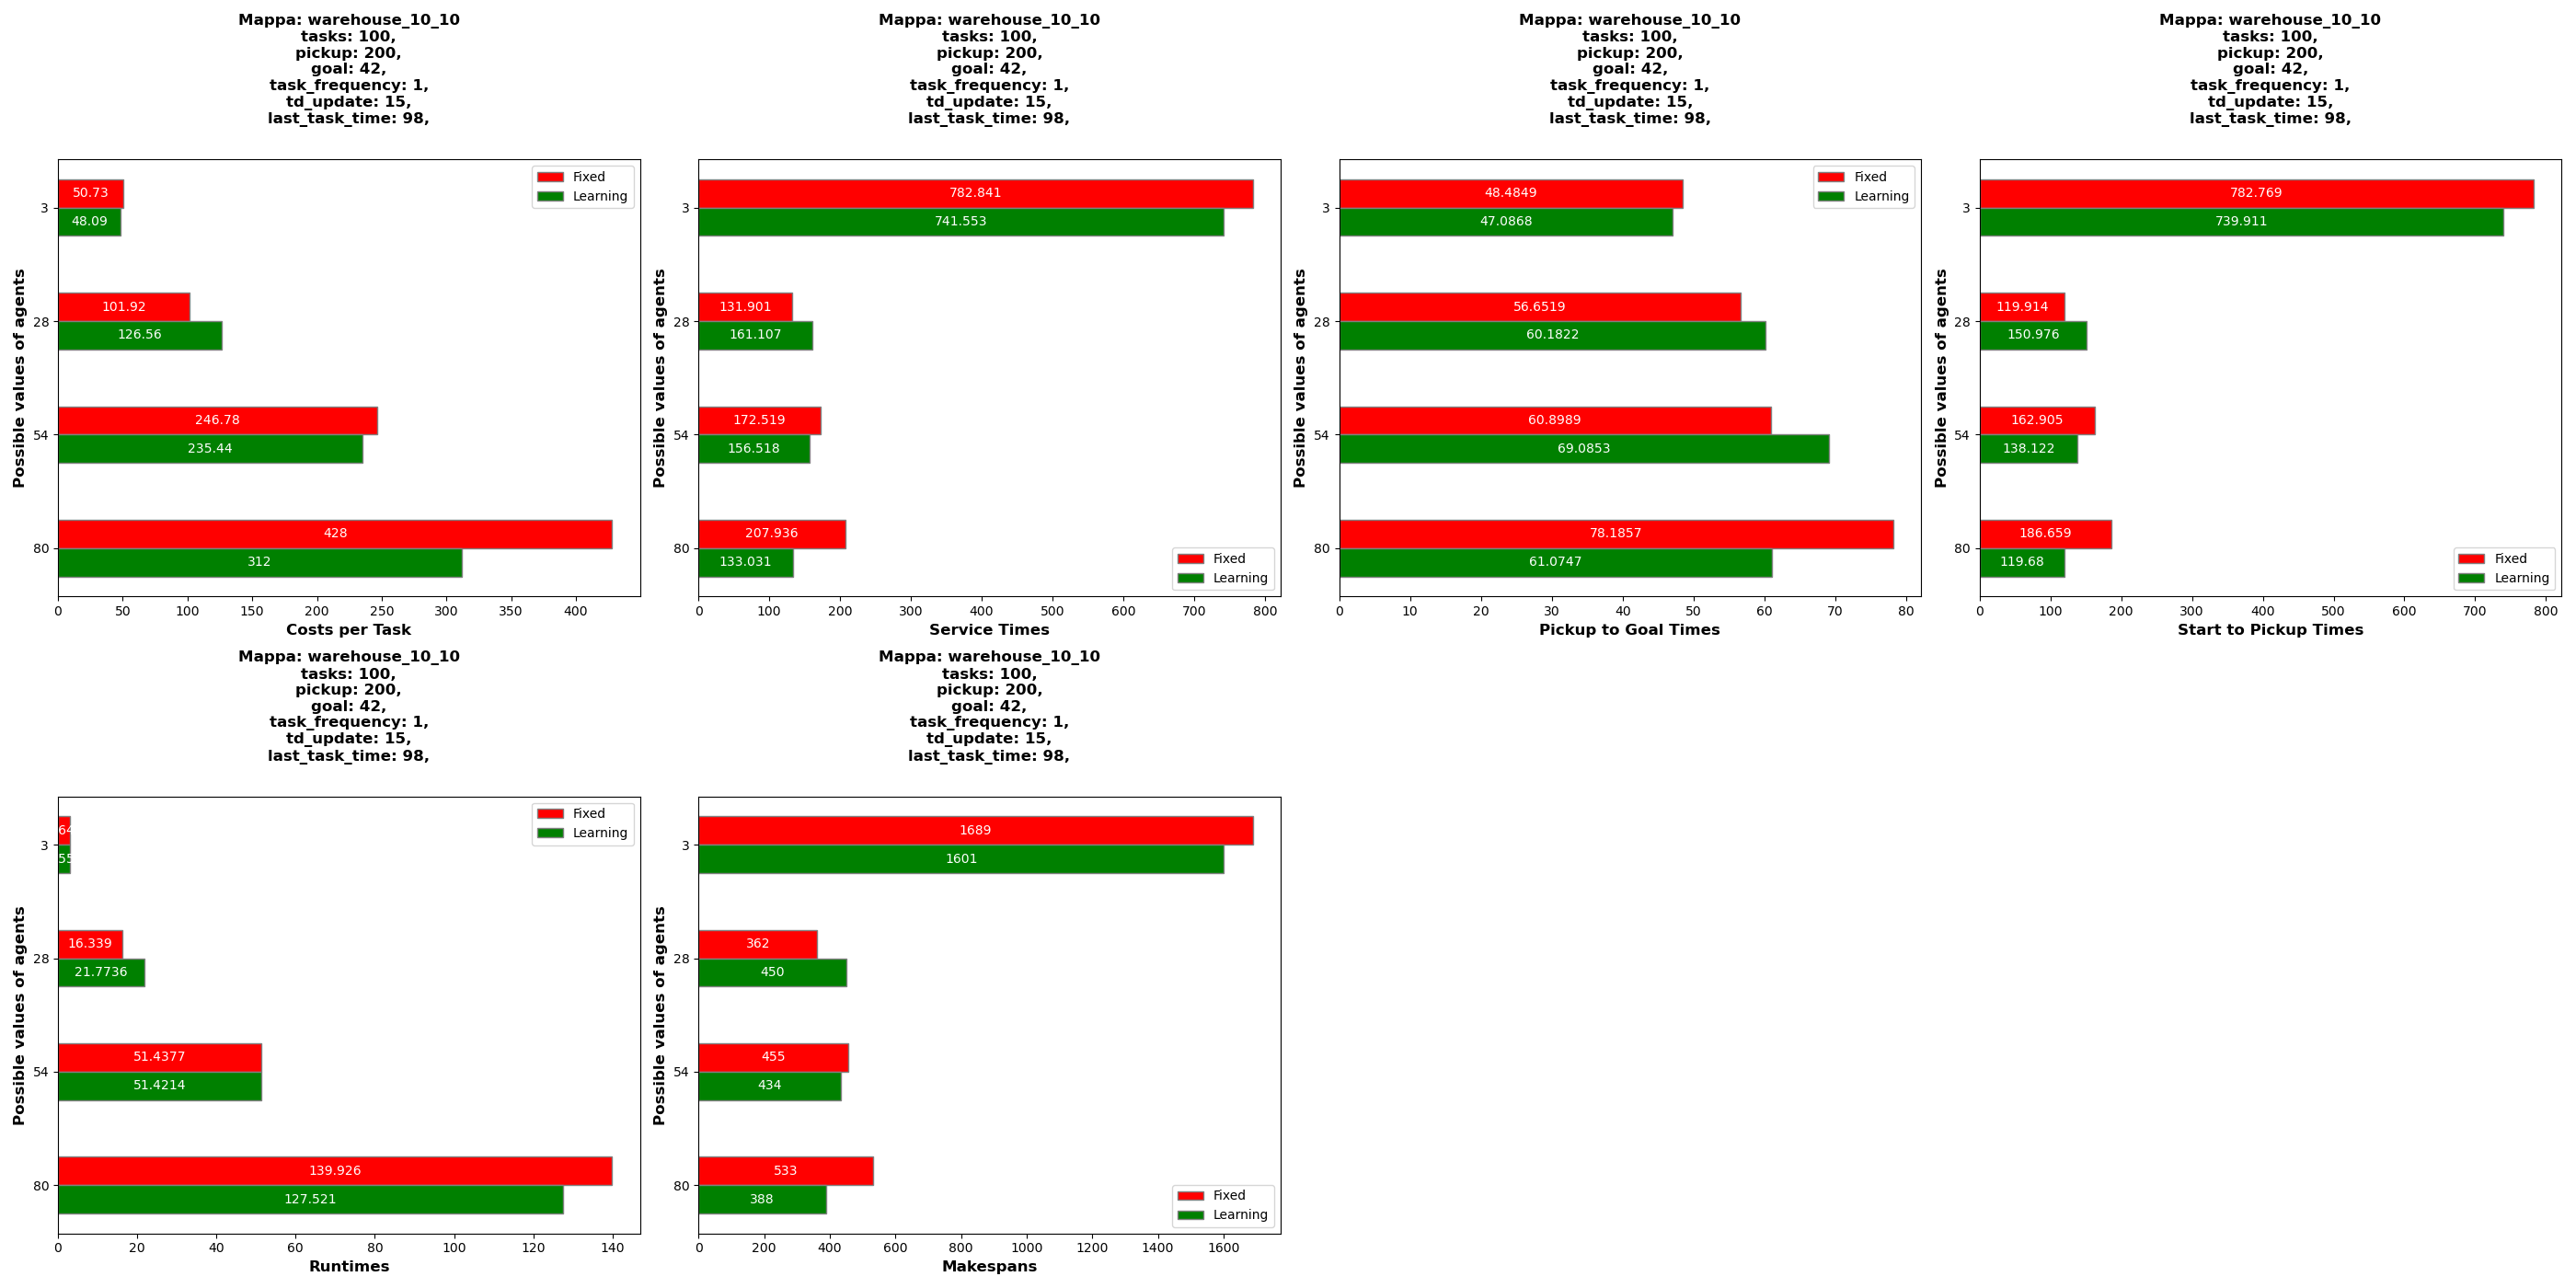 Mappa: warehouse_10_10
tasks: 100,
pickup: 200,
goal: 42,
task_frequency: 1,
td_update: 15,
last_task_time: 98,
Fixed
Learning
Possible values of agents
3
28
54
80
50.73
48.09
101.92
126.56
246.78
235.44
428
312
0 50 100 150 200 250 300 350 400
Costs per Task
Mappa: warehouse_10_10
tasks: 100,
pickup: 200,
goal: 42,
task_frequency: 1,
td_update: 15,
last_task_time: 98,
Possible values of agents
3
28
54
80
782.841
741.553
131.901
161.107
172.519
156.518
207.936
133.031
Fixed
Learning
0 100 200 300 400 500 600 700 800
Service Times
Mappa: warehouse_10_10
tasks: 100,
pickup: 200,
goal: 42,
task_frequency: 1,
td_update: 15,
last_task_time: 98,
Fixed
Learning
Possible values of agents
3
28
54
80
48.4849
47.0868
56.6519
60.1822
60.8989
69.0853
78.1857
61.0747
0 10 20 30 40 50 60 70 80
Pickup to Goal Times
Mappa: warehouse_10_10
tasks: 100,
pickup: 200,
goal: 42,
task_frequency: 1,
td_update: 15,
last_task_time: 98,
Possible values of agents
3
28
54
80
782.769
739.911
119.914
150.976
162.905
138.122
186.659
119.68
Fixed
Learning
0 100 200 300 400 500 600 700 800
Start to Pickup Times
Mappa: warehouse_10_10
tasks: 100,
pickup: 200,
goal: 42,
task_frequency: 1,
td_update: 15,
last_task_time: 98,
Fixed
Learning
Possible values of agents
3
28
54
80
16.339
21.7736
51.4377
51.4214
139.926
127.521
0 20 40 60 80 100 120 140
Runtimes
Mappa: warehouse_10_10
tasks: 100,
pickup: 200,
goal: 42,
task_frequency: 1,
td_update: 15,
last_task_time: 98,
Possible values of agents
3
28
54
80
1689
1601
362
450
455
434
533
388
Fixed
Learning
0 200 400 600 800 1000 1200 1400 1600
Makespans